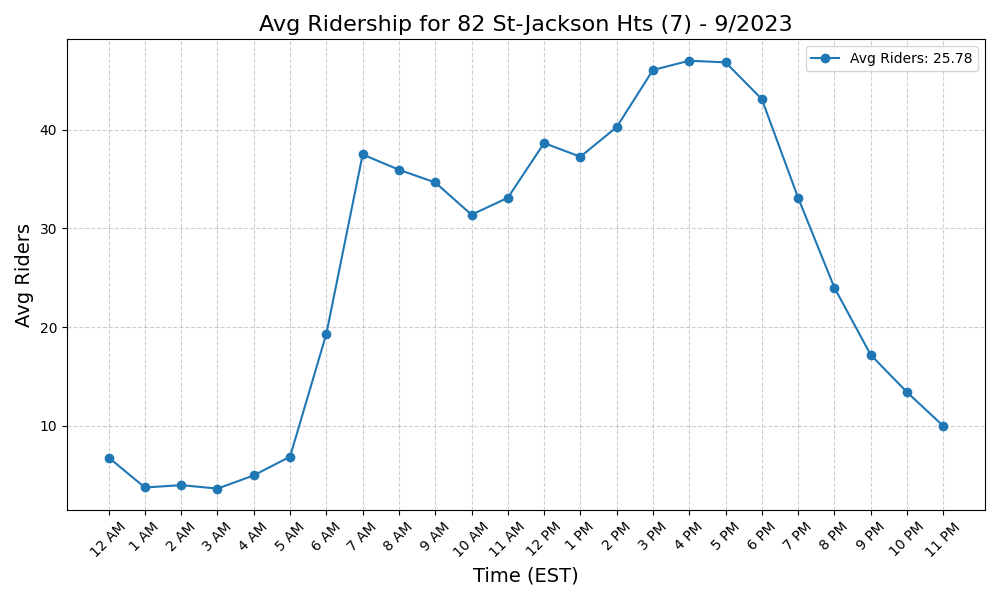 Avg Ridership for 82 St-Jackson Hts (7) - 9/2023
Avg Riders: 25.78
Avg Riders
40
30
20
10
12 AM
1 AM
2 AM
3 AM
4 AM
5 AM
6 AM
7 AM
8 AM
9 AM
10 AM
11 AM
12 PM
1 PM
2 PM
3 PM
4 PM
5 PM
6 PM
7 PM
8 PM
9 PM
10 PM
11 PM
Time (EST)